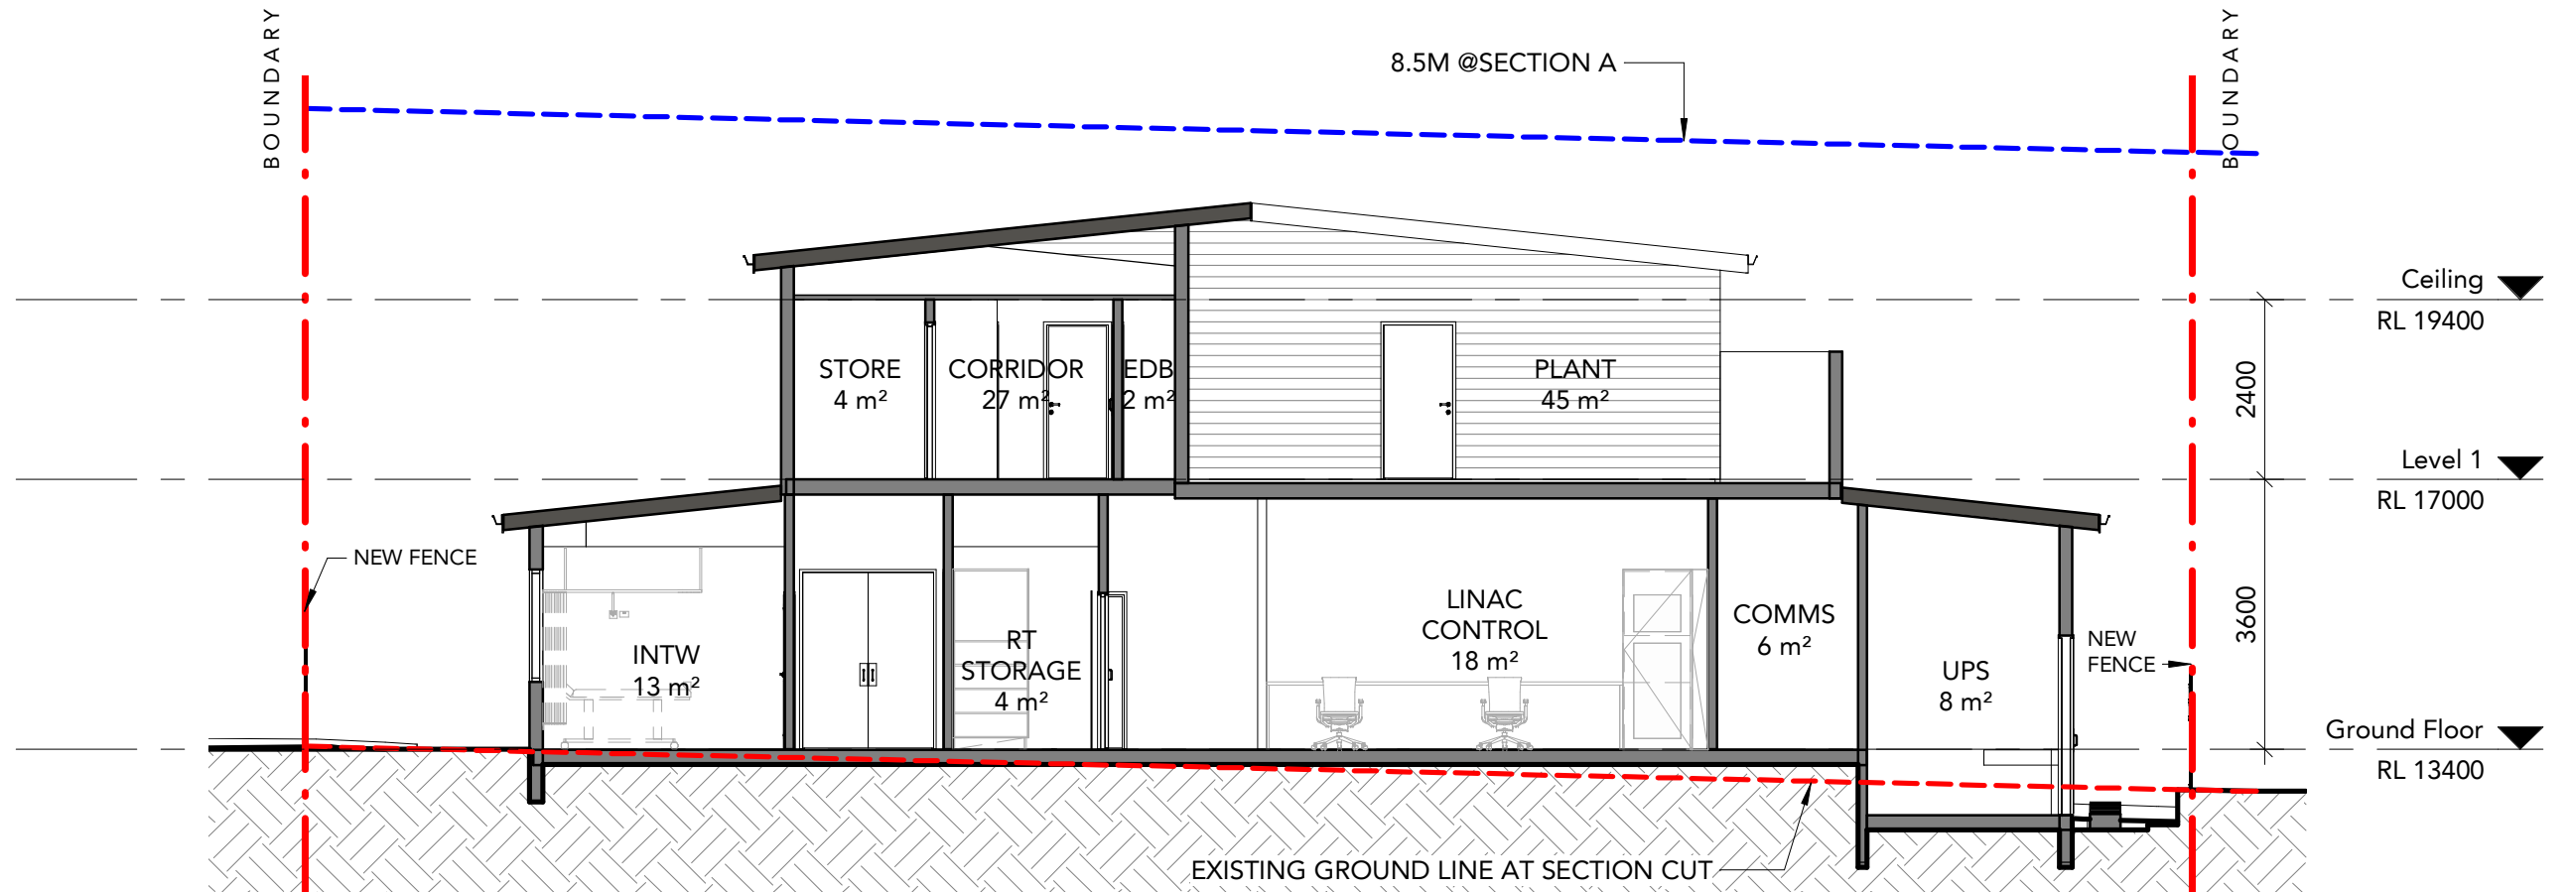 BOUNDARY
8.5M @SECTION A
BOUNDARY
Ceiling
RL 19400
STORE
4 m²
CORRIDOR
27 m²
EDB
2 m²
PLANT
45 m²
2400
Level 1
RL 17000
NEW FENCE
INTW
13 m²
RT
STORAGE
4 m²
LINAC
CONTROL
18 m²
COMMS
6 m²
UPS
8 m²
NEW
FENCE
3600
Ground Floor
RL 13400
EXISTING GROUND LINE AT SECTION CUT